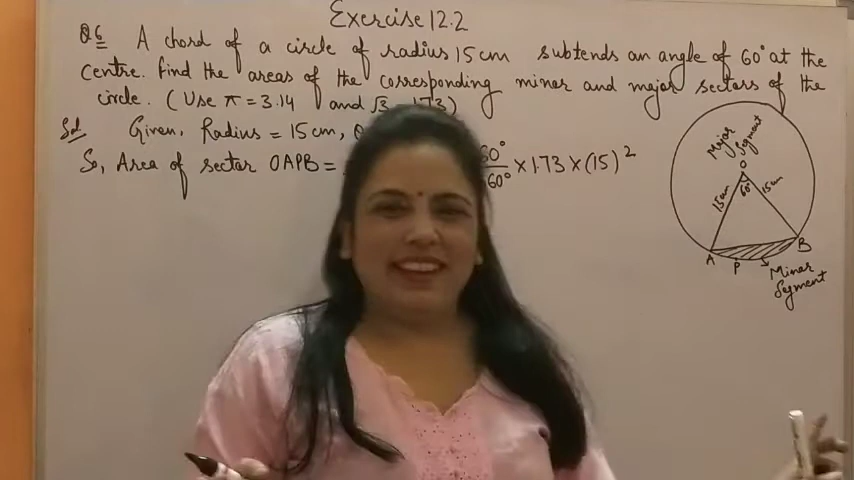 Exercise 12.2
Q6 A chord of a circle of radius 15 cm subtends an angle of 60° at the
centre. Find the areas of the corresponding minor and major sectors of the
circle. (Use π = 3.14 and √3 = 1.73)
Sol Given, Radius = 15 cm, θ
So, Area of sector OAPB = 60° × 1.73 × (15)²
60°
Major
Segment
O
60°
15cm
15cm
A
P
B
Minor
Segment